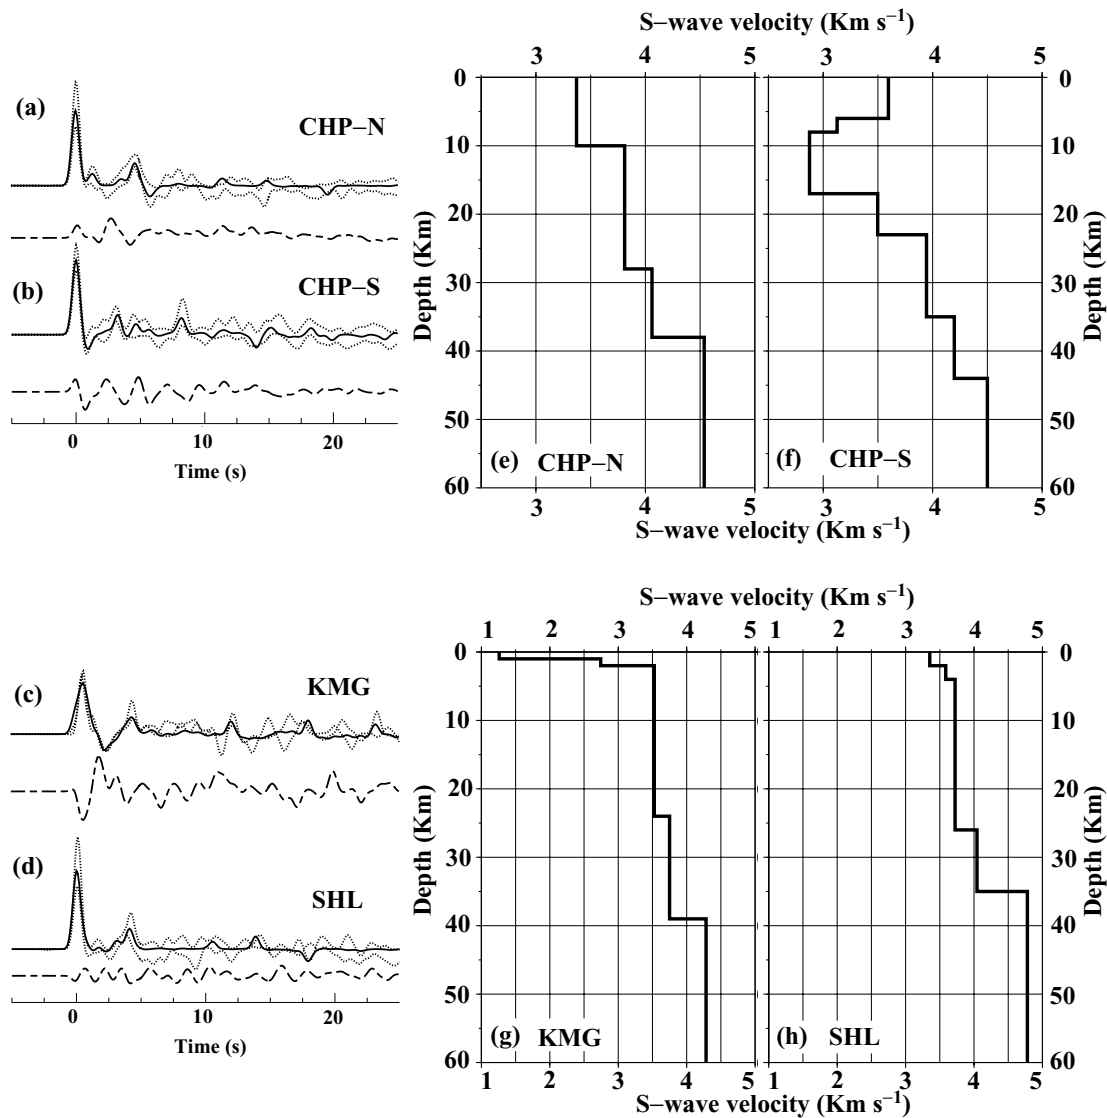 S−wave velocity (Km s−1)
3 4 5 3 4 5
(a) CHP−N
(b) CHP−S
0 10 20
Time (s)
0
10
20
30
40
50
60
Depth (Km)
(e) CHP−N
(f) CHP−S
0
10
20
30
40
50
60
Depth (Km)
3 4 5 3 4 5
S−wave velocity (Km s−1)
S−wave velocity (Km s−1)
1 2 3 4 5 1 2 3 4 5
(c) KMG
(d) SHL
0 10 20
Time (s)
0
10
20
30
40
50
60
Depth (Km)
(g) KMG
(h) SHL
0
10
20
30
40
50
60
Depth (Km)
1 2 3 4 5 1 2 3 4 5
S−wave velocity (Km s−1)